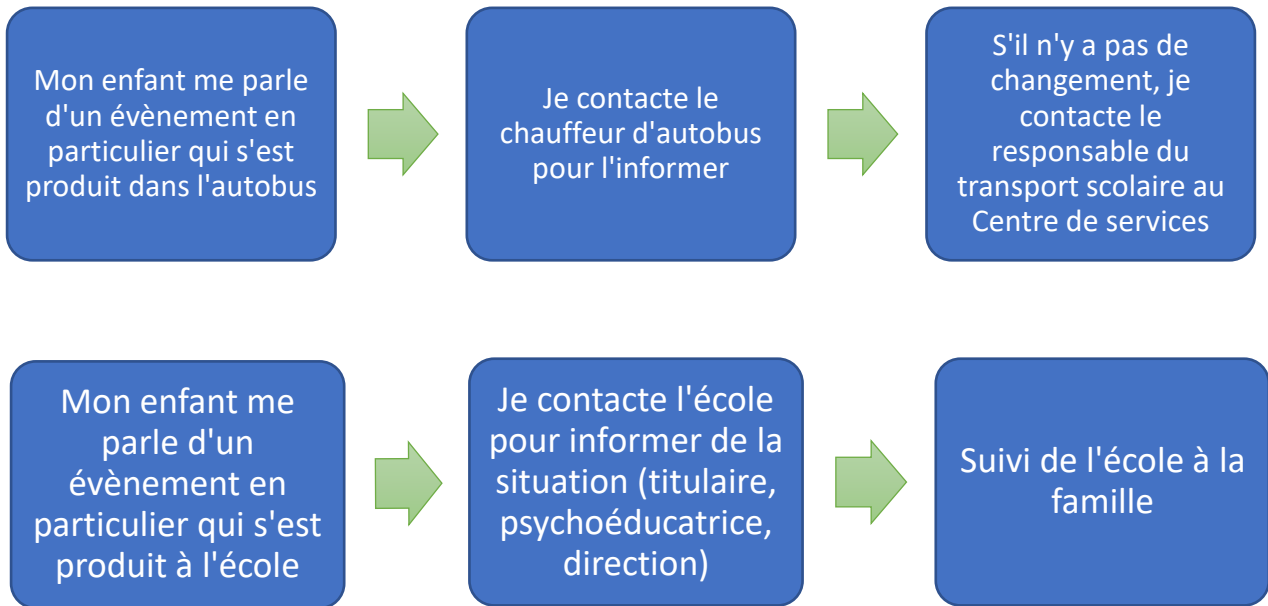 Mon enfant me parle
d'un évènement en
particulier qui s'est
produit dans l'autobus
Je contacte le
chauffeur d'autobus
pour l'informer
S'il n'y a pas de
changement, je
contacte le
responsable du
transport scolaire au
Centre de services
Mon enfant me
parle d'un
évènement en
particulier qui s'est
produit à l'école
Je contacte l'école
pour informer de la
situation (titulaire,
psychoéducatrice,
direction)
Suivi de l'école à la
famille